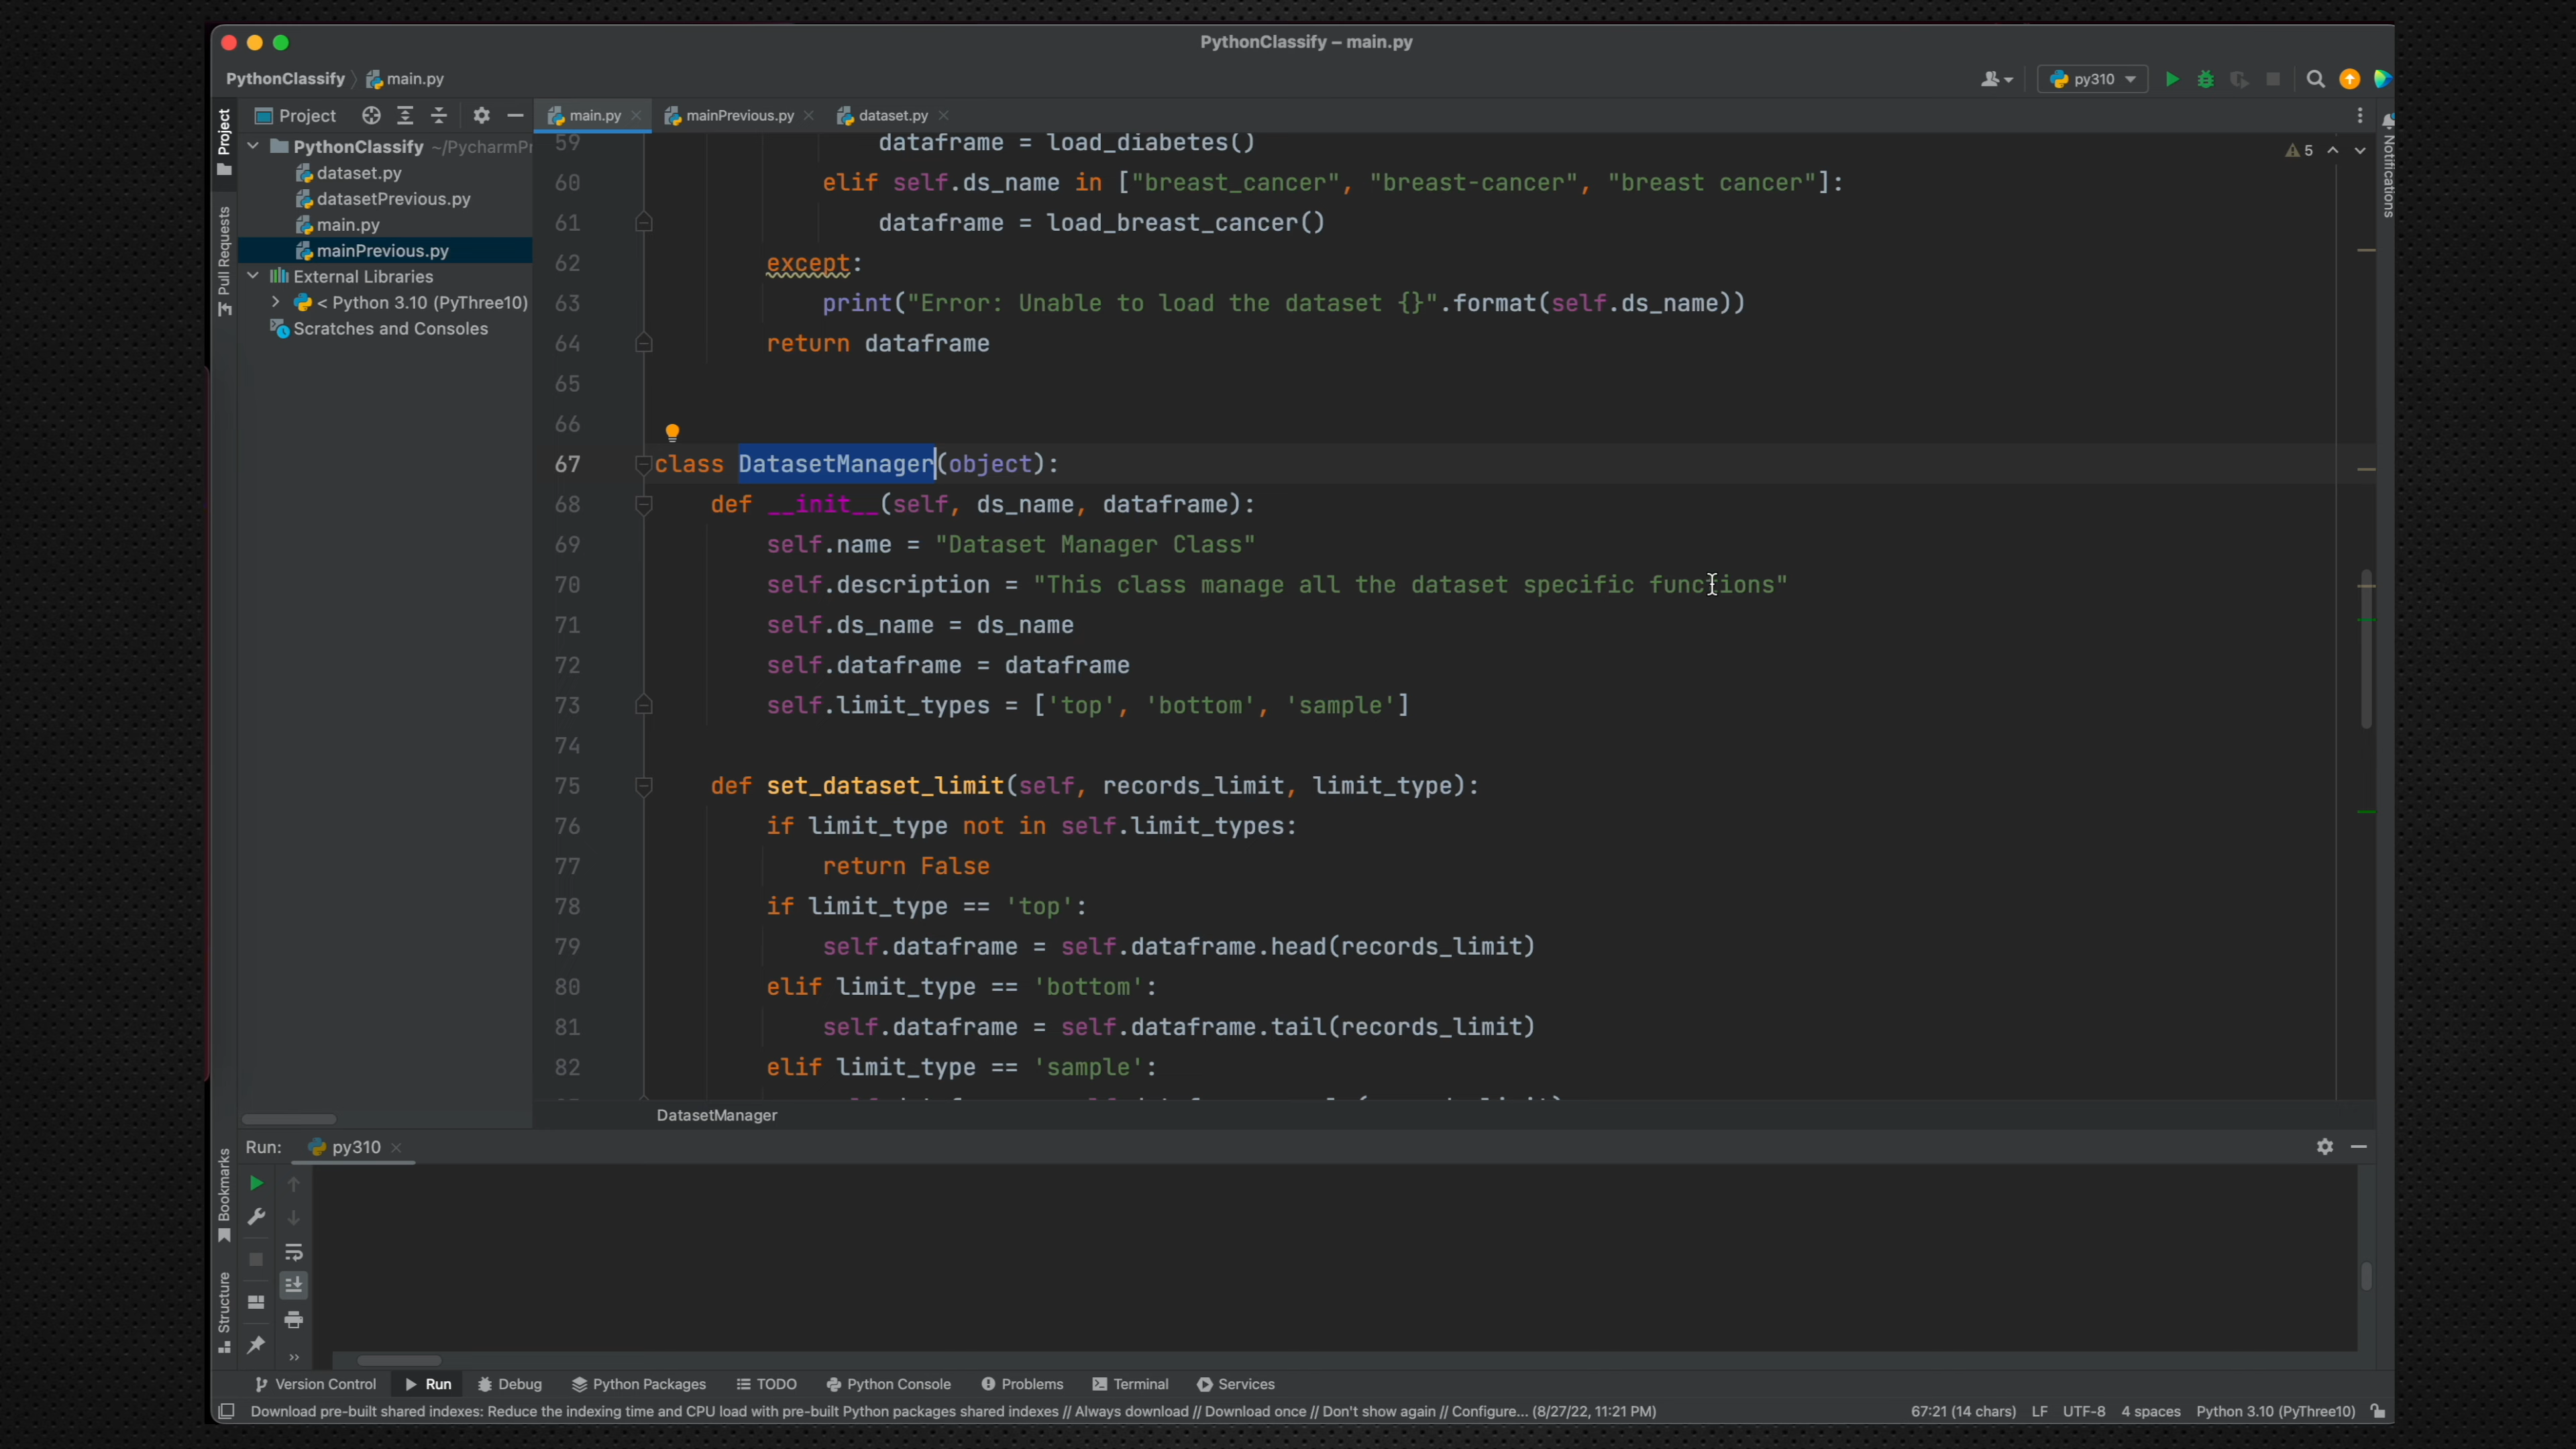 PythonClassify – main.py
PythonClassify
main.py
py310
Project
Pull Requests
Bookmarks
Structure
Notifications
Project
PythonClassify ~/PycharmPr
dataset.py
datasetPrevious.py
main.py
mainPrevious.py
External Libraries
< Python 3.10 (PyThree10)
Scratches and Consoles
main.py
mainPrevious.py
dataset.py
5
59 dataframe = load_diabetes()
60 elif self.ds_name in ["breast_cancer", "breast-cancer", "breast cancer"]:
61 dataframe = load_breast_cancer()
62 except:
63 print("Error: Unable to load the dataset {}".format(self.ds_name))
64 return dataframe
65
66
67 class DatasetManager(object):
68 def __init__(self, ds_name, dataframe):
69 self.name = "Dataset Manager Class"
70 self.description = "This class manage all the dataset specific functions"
71 self.ds_name = ds_name
72 self.dataframe = dataframe
73 self.limit_types = ['top', 'bottom', 'sample']
74
75 def set_dataset_limit(self, records_limit, limit_type):
76 if limit_type not in self.limit_types:
77 return False
78 if limit_type == 'top':
79 self.dataframe = self.dataframe.head(records_limit)
80 elif limit_type == 'bottom':
81 self.dataframe = self.dataframe.tail(records_limit)
82 elif limit_type == 'sample':
DatasetManager
Run: py310
Version Control
Run
Debug
Python Packages
TODO
Python Console
Problems
Terminal
Services
Download pre-built shared indexes: Reduce the indexing time and CPU load with pre-built Python packages shared indexes // Always download // Download once // Don't show again // Configure... (8/27/22, 11:21 PM)
67:21 (14 chars) LF UTF-8 4 spaces Python 3.10 (PyThree10)